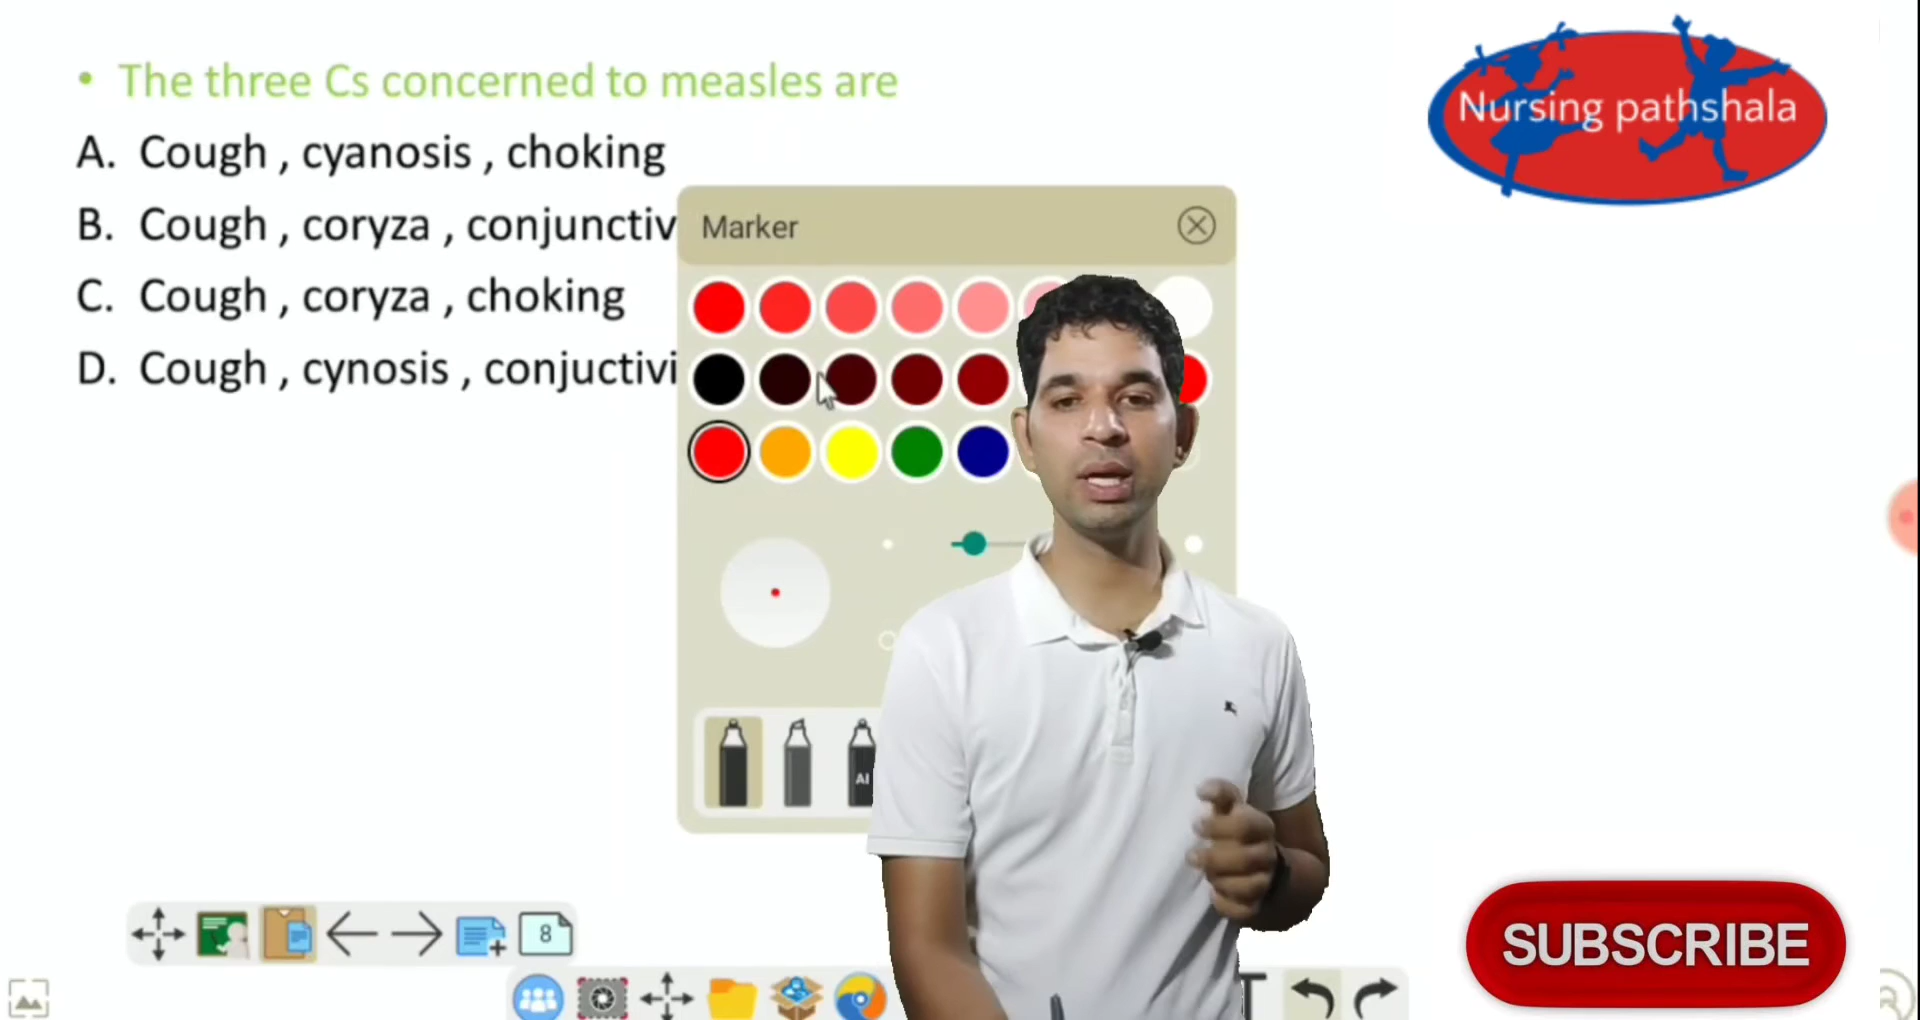 • The three Cs concerned to measles are
A. Cough , cyanosis , choking
B. Cough , coryza , conjunctiv
C. Cough , coryza , choking
D. Cough , cynosis , conjuctivi
Nursing pathshala
Marker
AI
8
T
SUBSCRIBE